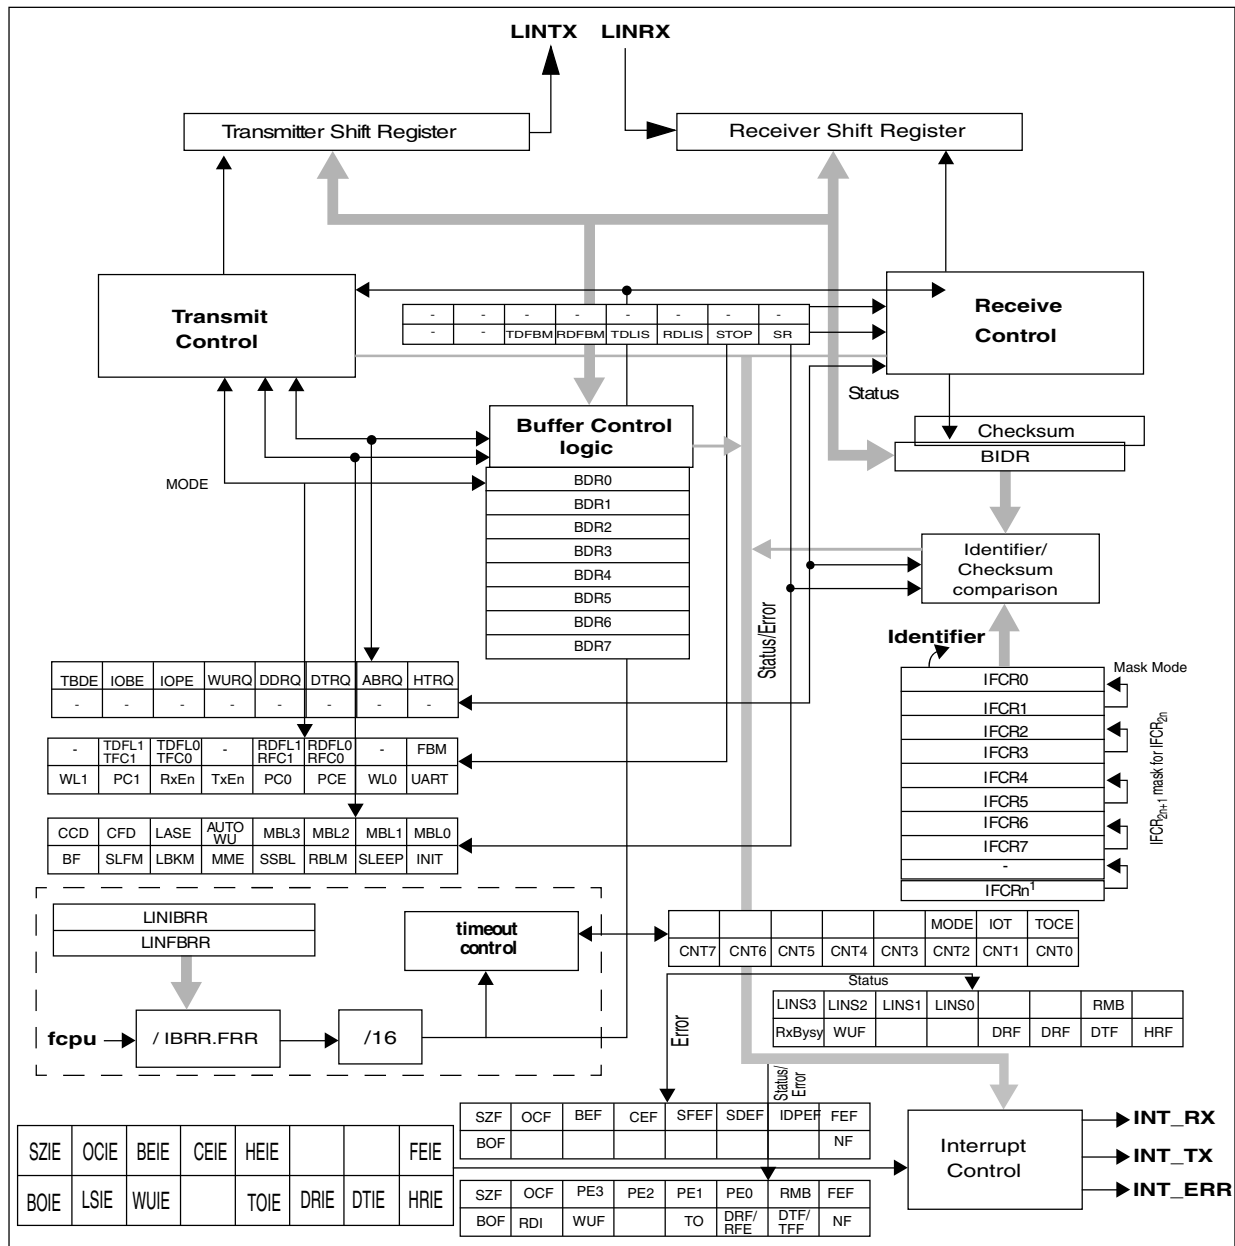 LINTX LINRX
Transmitter Shift Register
Receiver Shift Register
Transmit
Control
Receive
Control
- - - - - - - -
- - TDFBM RDFBM TDLIS RDLIS STOP SR
Status
Buffer Control
logic
Checksum
BIDR
MODE
BDR0
BDR1
BDR2
BDR3
BDR4
BDR5
BDR6
BDR7
Identifier/
Checksum
comparison
Status/Error
Identifier
Mask Mode
IFCR0
IFCR1
IFCR2
IFCR3
IFCR4
IFCR5
IFCR6
IFCR7
-
IFCRn1
IFCR2n+1 mask for IFCR2n
TBDE IOBE IOPE WURQ DDRQ DTRQ ABRQ HTRQ
- - - - - - - -
- TDFL1 TFC1 TDFL0 TFC0 - RDFL1 RFC1 RDFL0 RFC0 - FBM
WL1 PC1 RxEn TxEn PC0 PCE WL0 UART
CCD CFD LASE AUTO WU MBL3 MBL2 MBL1 MBL0
BF SLFM LBKM MME SSBL RBLM SLEEP INIT
LINIBRR
LINFBRR
timeout
control
fcpu
/ IBRR.FRR
/16
MODE IOT TOCE
CNT7 CNT6 CNT5 CNT4 CNT3 CNT2 CNT1 CNT0
Status
LINS3 LINS2 LINS1 LINS0 RMB
RxBysy WUF DRF DRF DTF HRF
Error
Status/
Error
SZF OCF BEF CEF SFEF SDEF IDPEF FEF
BOF NF
SZIE OCIE BEIE CEIE HEIE FEIE
BOIE LSIE WUIE TOIE DRIE DTIE HRIE
SZF OCF PE3 PE2 PE1 PE0 RMB FEF
BOF RDI WUF TO DRF/ RFE DTF/ TFF NF
Interrupt
Control
INT_RX
INT_TX
INT_ERR